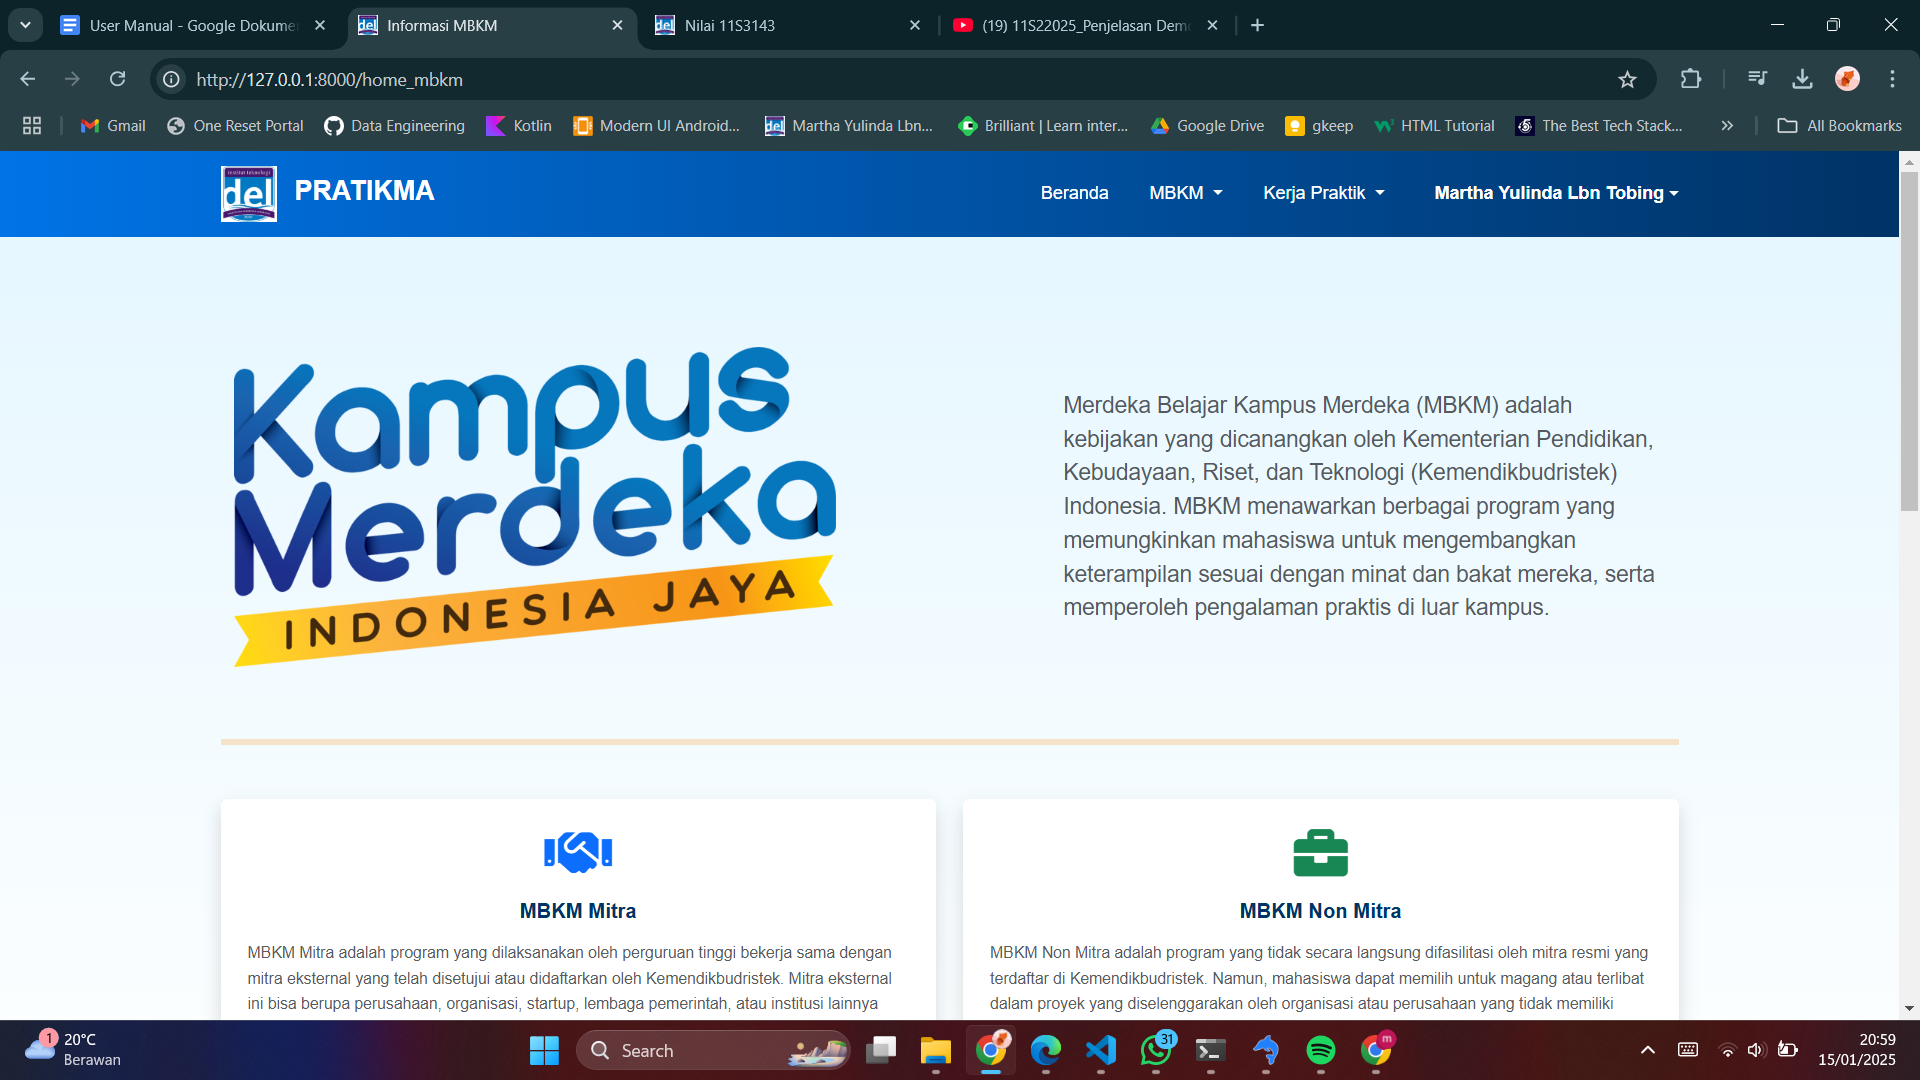 User Manual - Google Dokume
Informasi MBKM
Nilai 11S3143
(19) 11S22025_Penjelasan Dem
http://127.0.0.1:8000/home_mbkm
Gmail
One Reset Portal
Data Engineering
Kotlin
Modern UI Android...
Martha Yulinda Lbn...
Brilliant | Learn inter...
Google Drive
gkeep
HTML Tutorial
The Best Tech Stack...
All Bookmarks
institut teknologi
del
PRATIKMA
Beranda
MBKM
Kerja Praktik
Martha Yulinda Lbn Tobing
Kampus
Merdeka
INDONESIA JAYA
Merdeka Belajar Kampus Merdeka (MBKM) adalah
kebijakan yang dicanangkan oleh Kementerian Pendidikan,
Kebudayaan, Riset, dan Teknologi (Kemendikbudristek)
Indonesia. MBKM menawarkan berbagai program yang
memungkinkan mahasiswa untuk mengembangkan
keterampilan sesuai dengan minat dan bakat mereka, serta
memperoleh pengalaman praktis di luar kampus.
MBKM Mitra
MBKM Mitra adalah program yang dilaksanakan oleh perguruan tinggi bekerja sama dengan
mitra eksternal yang telah disetujui atau didaftarkan oleh Kemendikbudristek. Mitra eksternal
ini bisa berupa perusahaan, organisasi, startup, lembaga pemerintah, atau institusi lainnya
MBKM Non Mitra
MBKM Non Mitra adalah program yang tidak secara langsung difasilitasi oleh mitra resmi yang
terdaftar di Kemendikbudristek. Namun, mahasiswa dapat memilih untuk magang atau terlibat
dalam proyek yang diselenggarakan oleh organisasi atau perusahaan yang tidak memiliki
1
20°C
Berawan
Search
31
m
20:59
15/01/2025